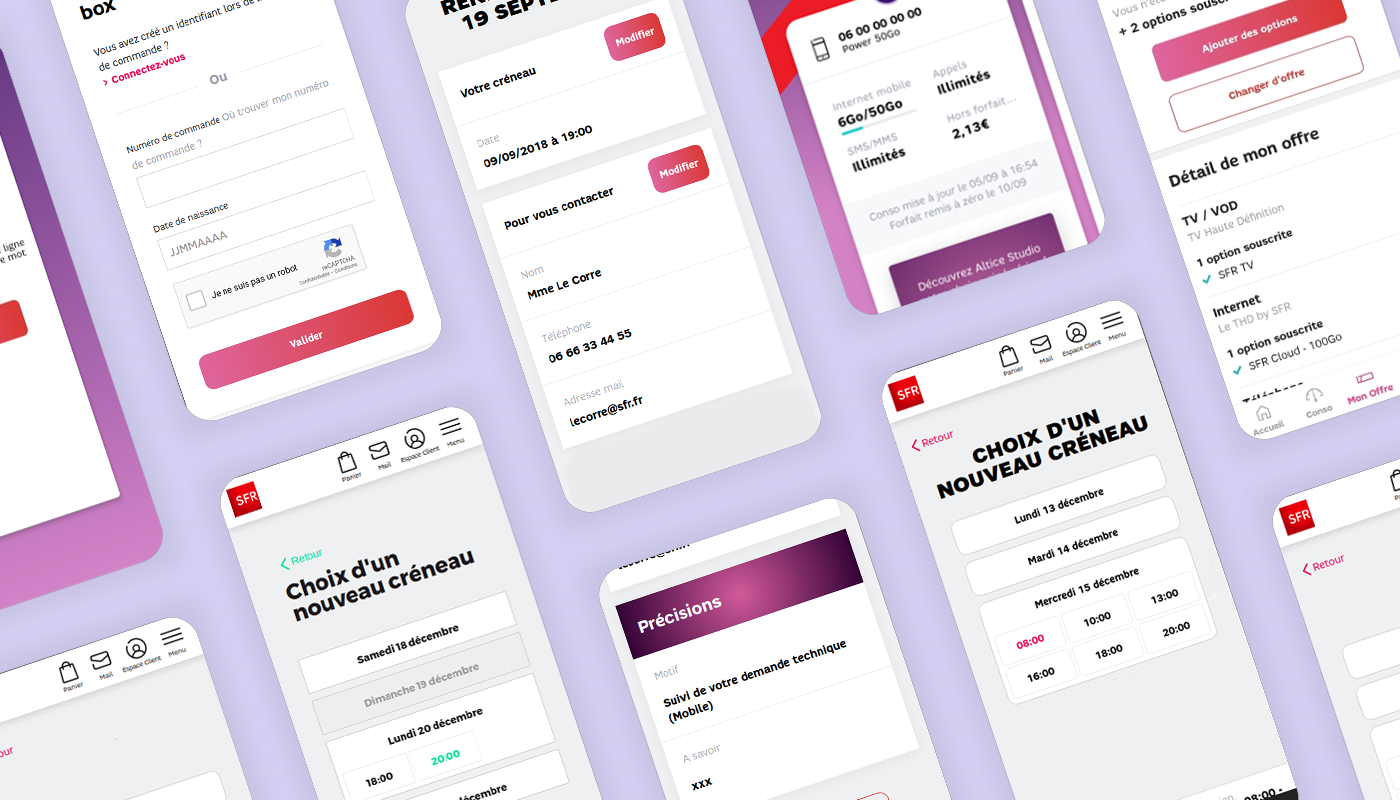 ligne
e mot
box
Vous avez créé un identifiant lors de
de commande ?
> Connectez-vous
Ou
Numéro de commande Où trouver mon numéro
de commande ?
Date de naissance
JJMMAAAA
Je ne suis pas un robot
reCAPTCHA
Confidentialité - Conditions
Valider
19 SEPT
Votre créneau
Modifier
Date
09/09/2018 à 19:00
Pour vous contacter
Modifier
Nom
Mme Le Corre
Téléphone
06 66 33 44 55
Adresse mail
lecorre@sfr.fr
06 00 00 00 00
Power 50Go
Internet mobile
6Go/50Go
Appels
Illimités
SMS/MMS
Illimités
Hors forfait...
2,13€
Conso mise à jour le 05/09 à 16:54
Forfait remis à zéro le 10/09
Découvrez Altice Studio
Vous n'êt
+ 2 options souscri
Ajouter des options
Changer d'offre
Détail de mon offre
TV / VOD
TV Haute Définition
1 option souscrite
SFR TV
Internet
Le THD by SFR
1 option souscrite
SFR Cloud - 100Go
Téléphone
Accueil
Conso
Mon Offre
Panier
Mail
Espace Client
Menu
our
SFR
Panier
Mail
Espace Client
Menu
< Retour
Choix d'un
nouveau créneau
Samedi 18 décembre
Dimanche 19 décembre
Lundi 20 décembre
18:00
20:00
décembre
Précisions
Motif
Suivi de votre demande technique
(Mobile)
A savoir
xxx
SFR
Panier
Mail
Espace Client
Menu
< Retour
CHOIX D'UN
NOUVEAU CRÉNEAU
Lundi 13 décembre
Mardi 14 décembre
Mercredi 15 décembre
08:00
10:00
13:00
16:00
18:00
20:00
08:00 -
SFR
< Retour